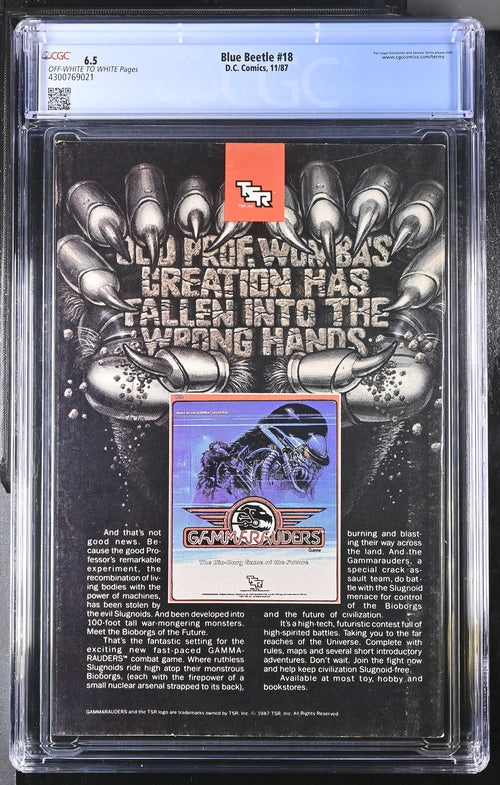 CGC 6.5
OFF-WHITE TO WHITE Pages
4300769021
Blue Beetle #18
D.C. Comics, 11/87
www.cgccomics.com/terms
TSR
OLD PROF. WOMBA'S
CREATION HAS
FALLEN INTO THE
WRONG HANDS.
GAMMARAUDERS
Game
The Bio-Borg Game of the Future
TSR
And that's not
good news. Be-
cause the good Pro-
fessor's remarkable
experiment, the
recombination of liv-
ing bodies with the
power of machines,
has been stolen by
the evil Slugnoids. And been developed into
100-foot tall war-mongering monsters.
Meet the Bioborgs of the Future.
That's the fantastic setting for the
exciting new fast-paced GAMMA-
RAUDERS™ combat game. Where ruthless
Slugnoids ride high atop their monstrous
Bioborgs, (each with the firepower of a
small nuclear arsenal strapped to its back),
burning and blast-
ing their way across
the land. And the
Gammarauders, a
special crack as-
sault team, do bat-
tle with the Slugnoid
menace for control
of the Bioborgs
and the future of civilization.
It's a high-tech, futuristic contest full of
high-spirited battles. Taking you to the far
reaches of the Universe. Complete with
rules, maps and several short introductory
adventures. Don't wait. Join the fight now
and help keep civilization Slugnoid-free.
Available at most toy, hobby and
bookstores.
GAMMARAUDERS and the TSR logo are trademarks owned by TSR, Inc. © 1987 TSR, Inc. All Rights Reserved.